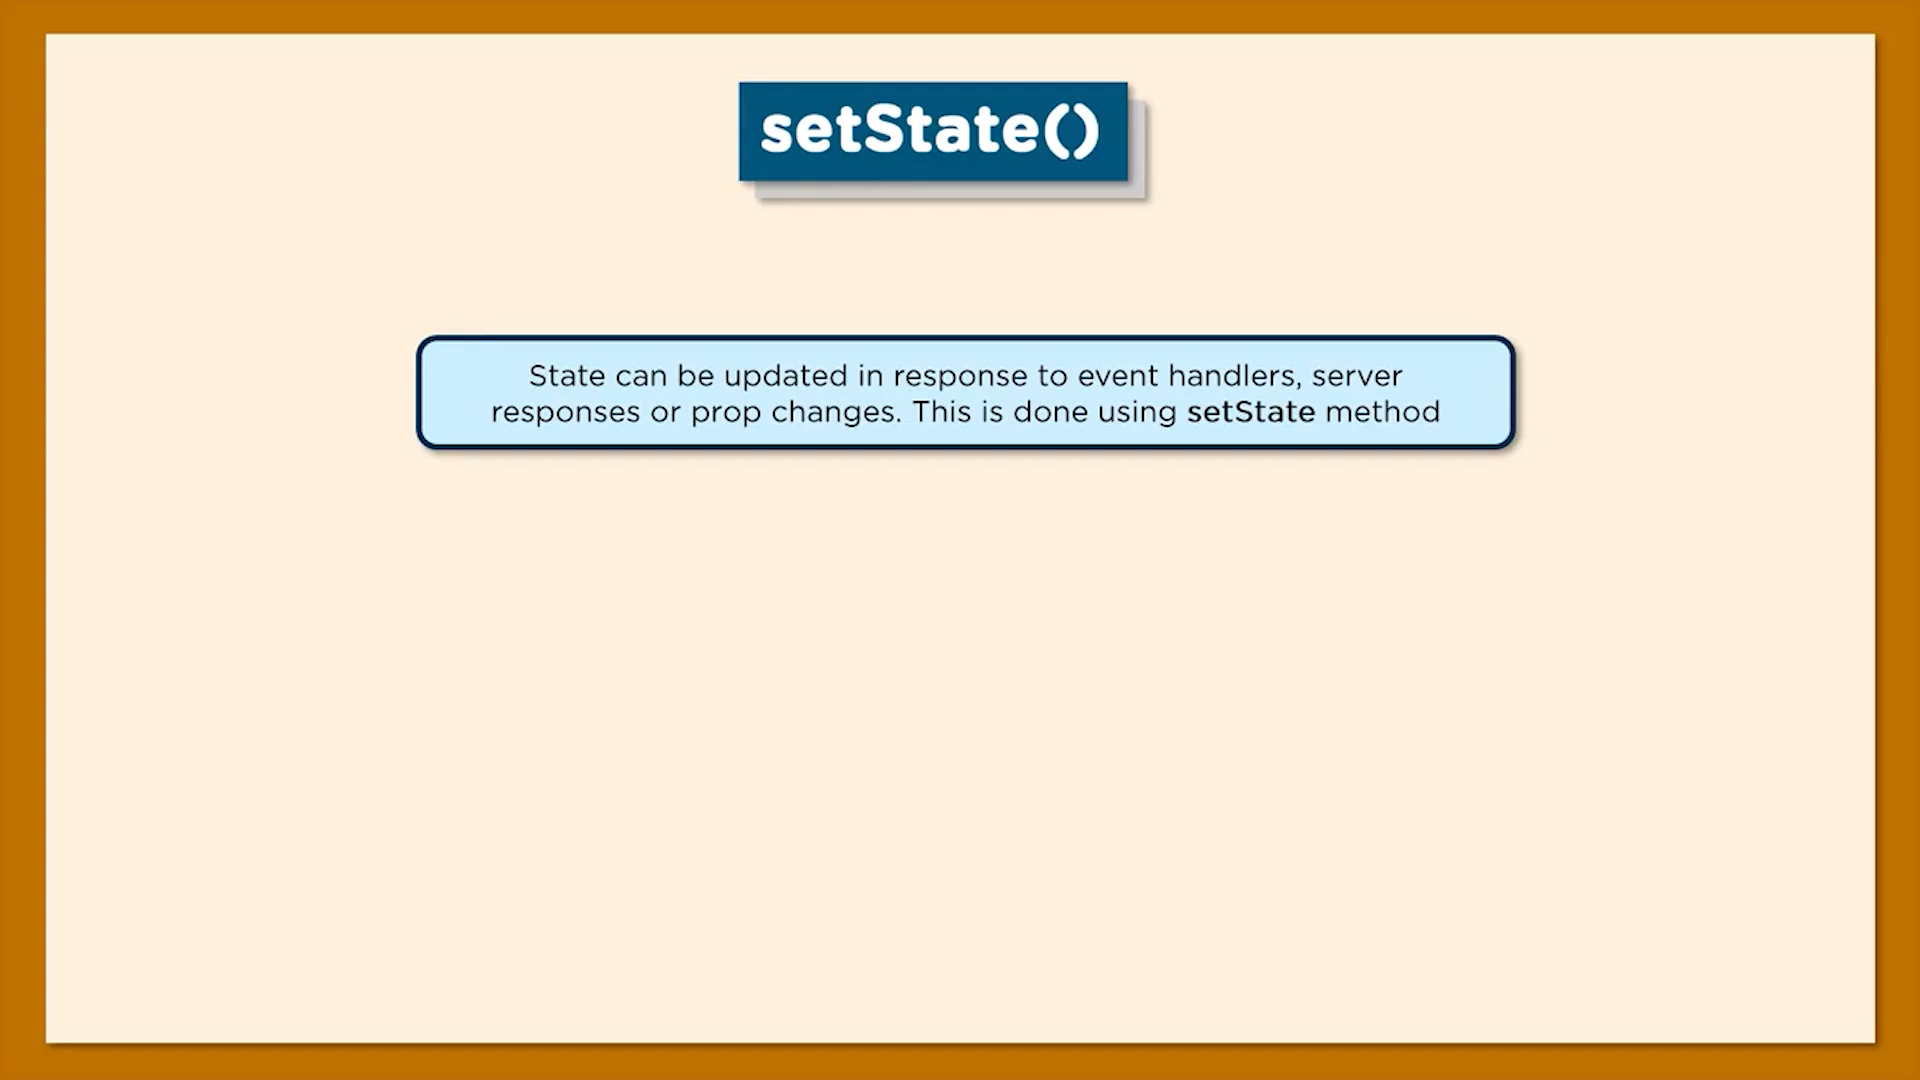 setState()
State can be updated in response to event handlers, server
responses or prop changes. This is done using setState method